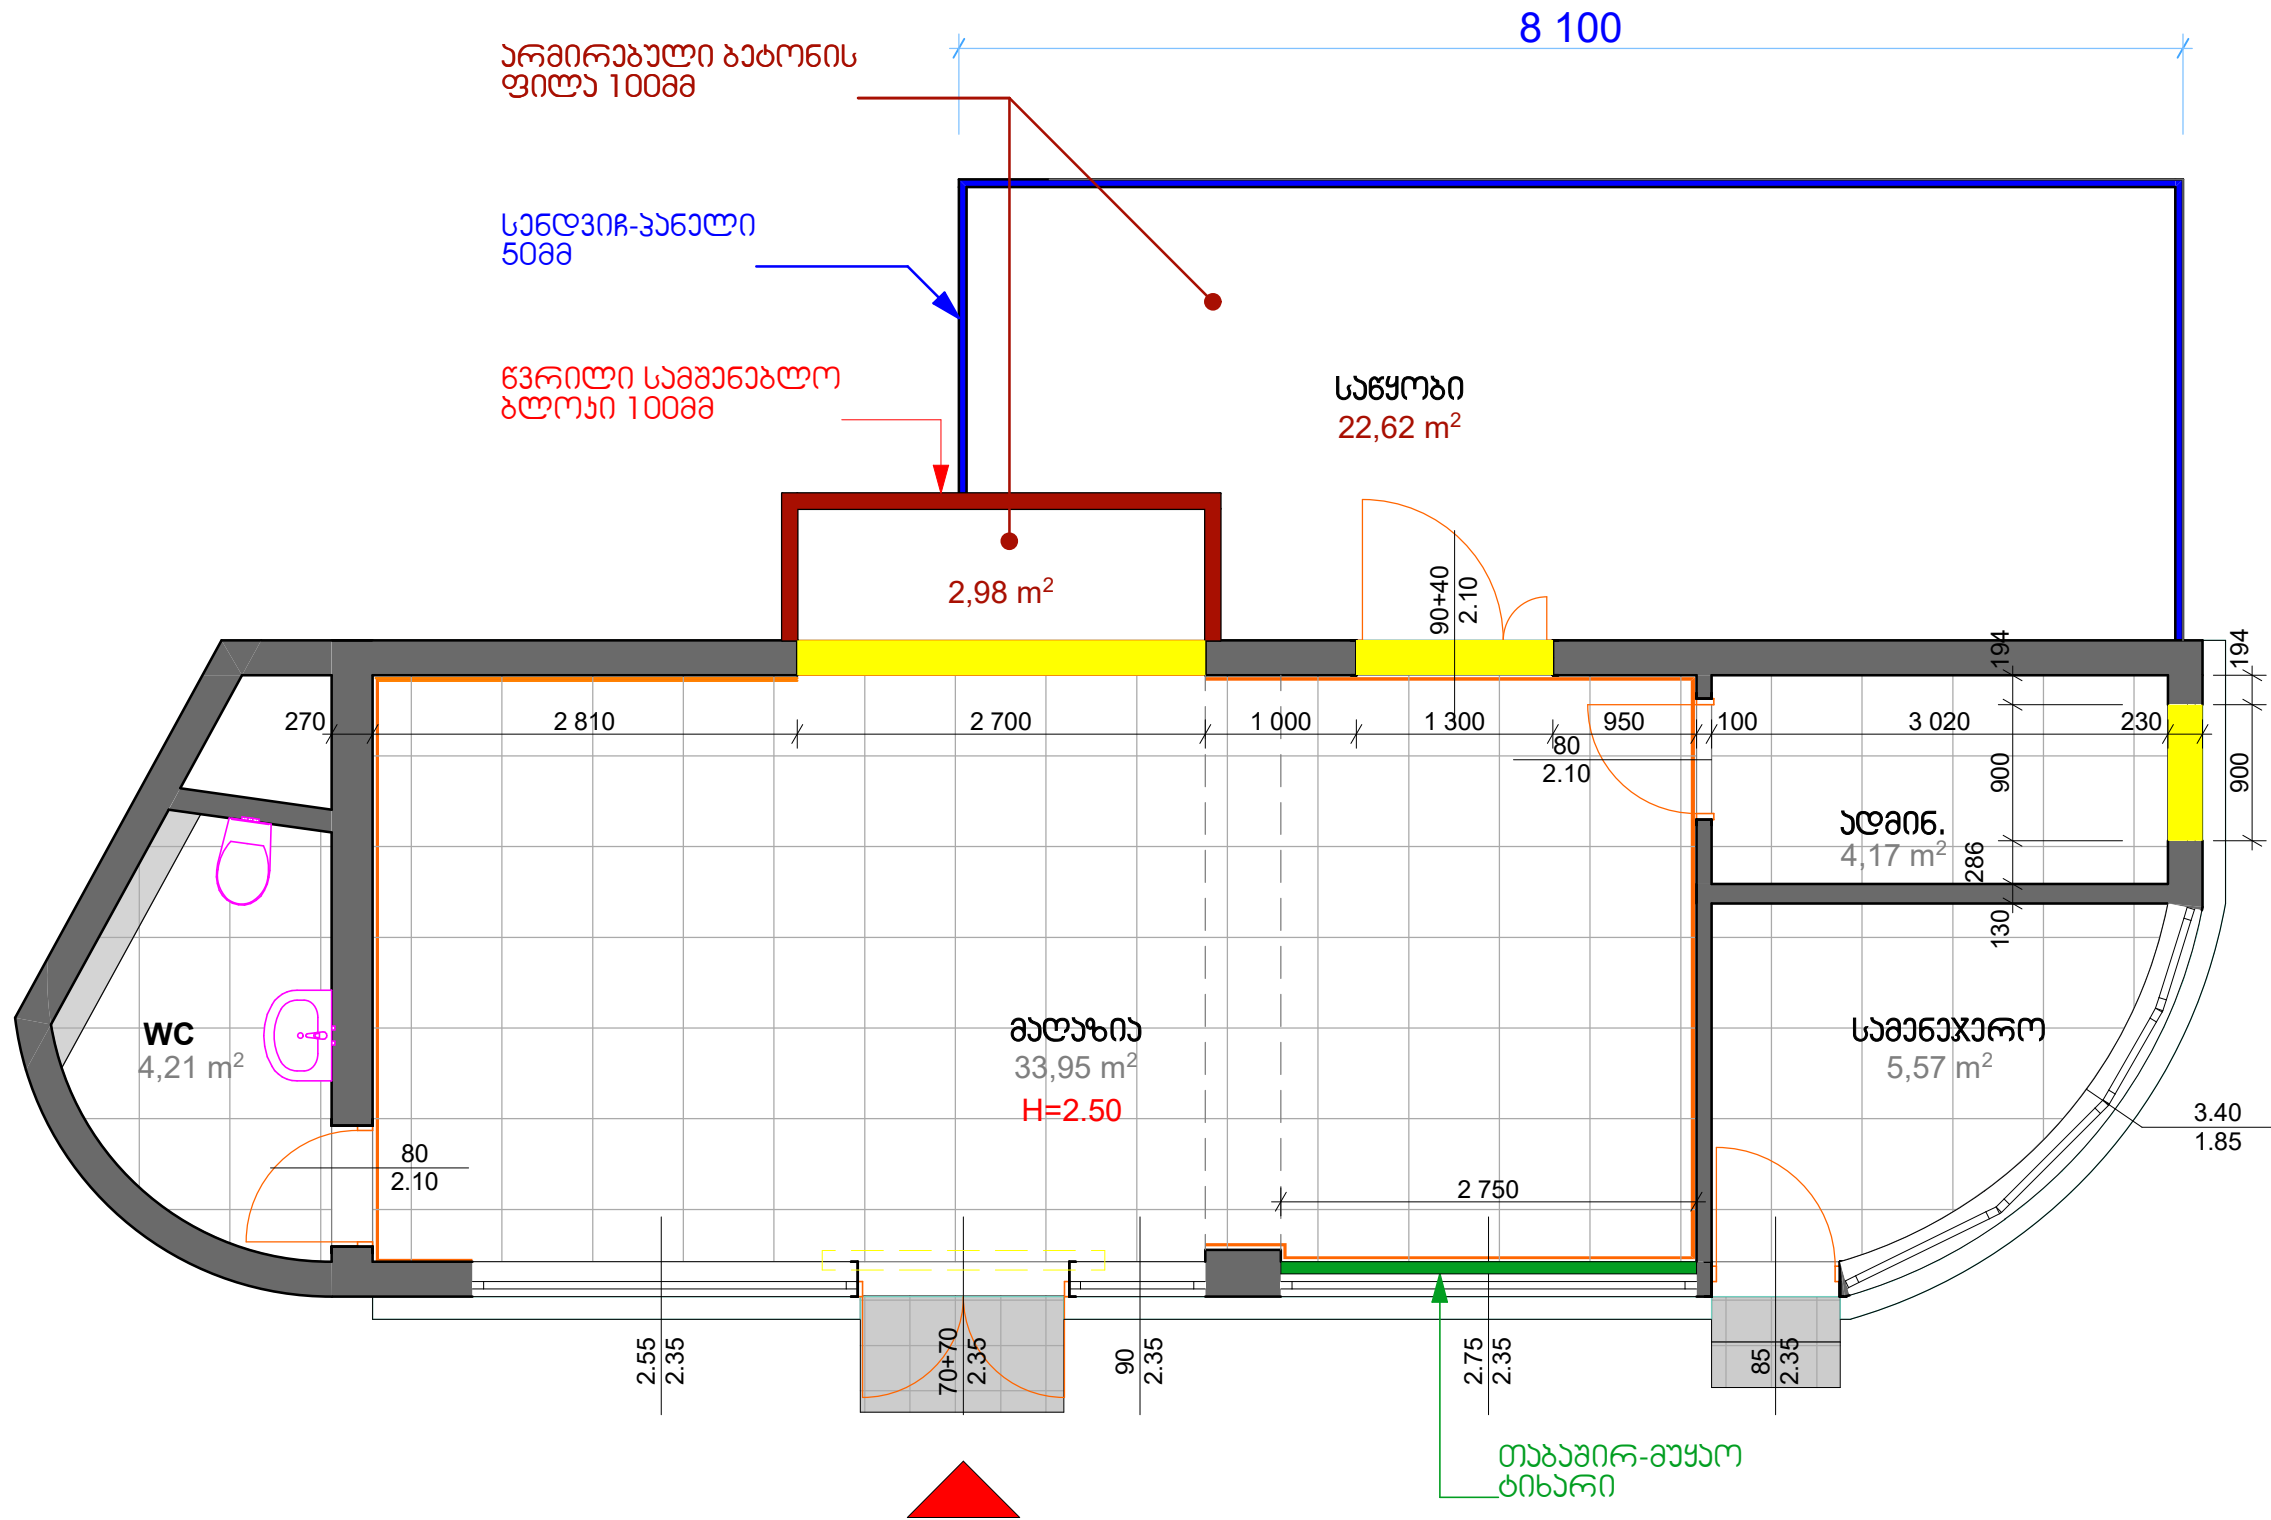 8 100
არმირებული ბეტონის
ფილა 100მმ
სენდვიჩ-პანელი
50მმ
წვრილი სამშენებლო
ბლოკი 100მმ
საწყობი
22,62 m²
2,98 m²
90+40
2.10
194
194
270
2 810
2 700
1 000
1 300
950
100
3 020
230
80
2.10
900
900
ადმინ.
4,17 m²
286
130
WC
4,21 m²
მაღაზია
33,95 m²
H=2.50
სამენეჯერო
5,57 m²
3.40
1.85
80
2.10
2 750
2.55
2.35
70+70
2.35
90
2.35
2.75
2.35
85
2.35
თაბაშირ-მუყაო
ტიხარი